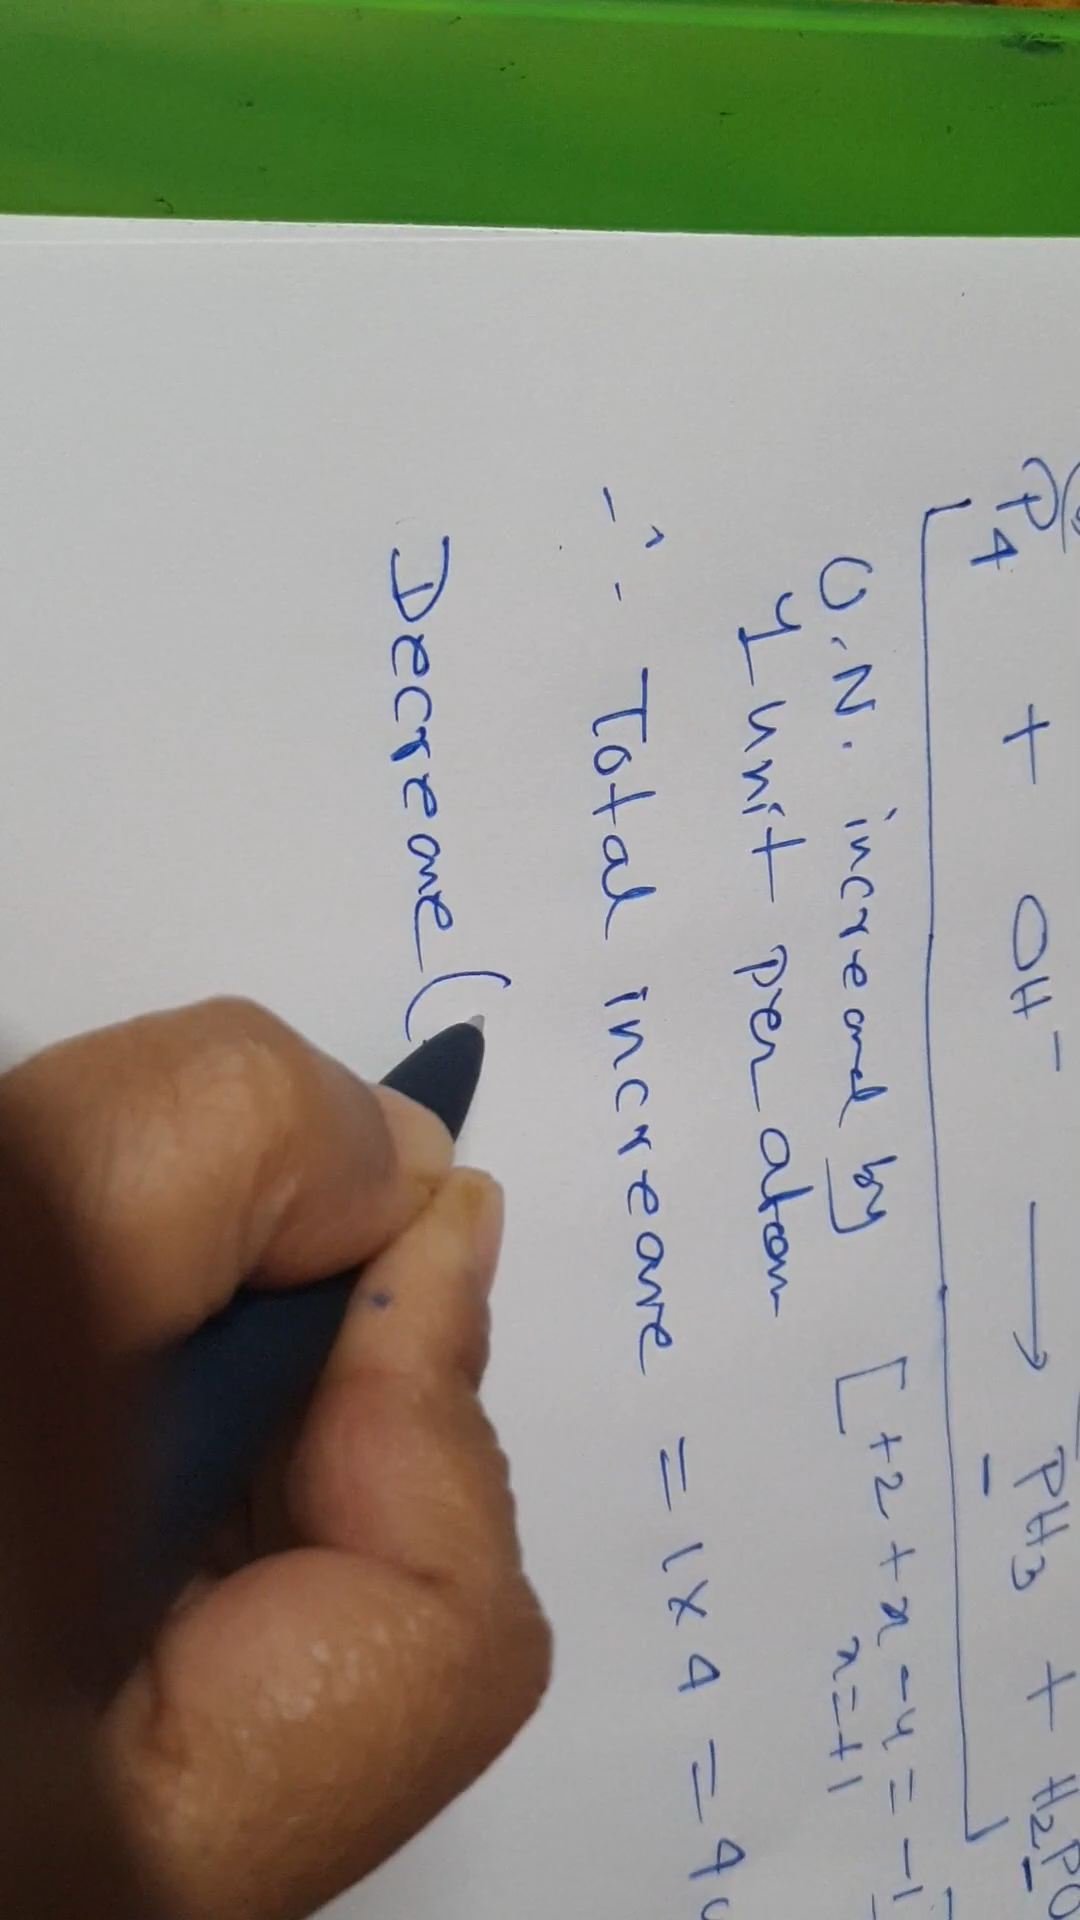 P4 + OH- → PH3 + H2PO
O.N. increased by [+2+x-4=-1
1 unit per atom x=+1
∴ Total increase = 1×4 = 4
Decrease (